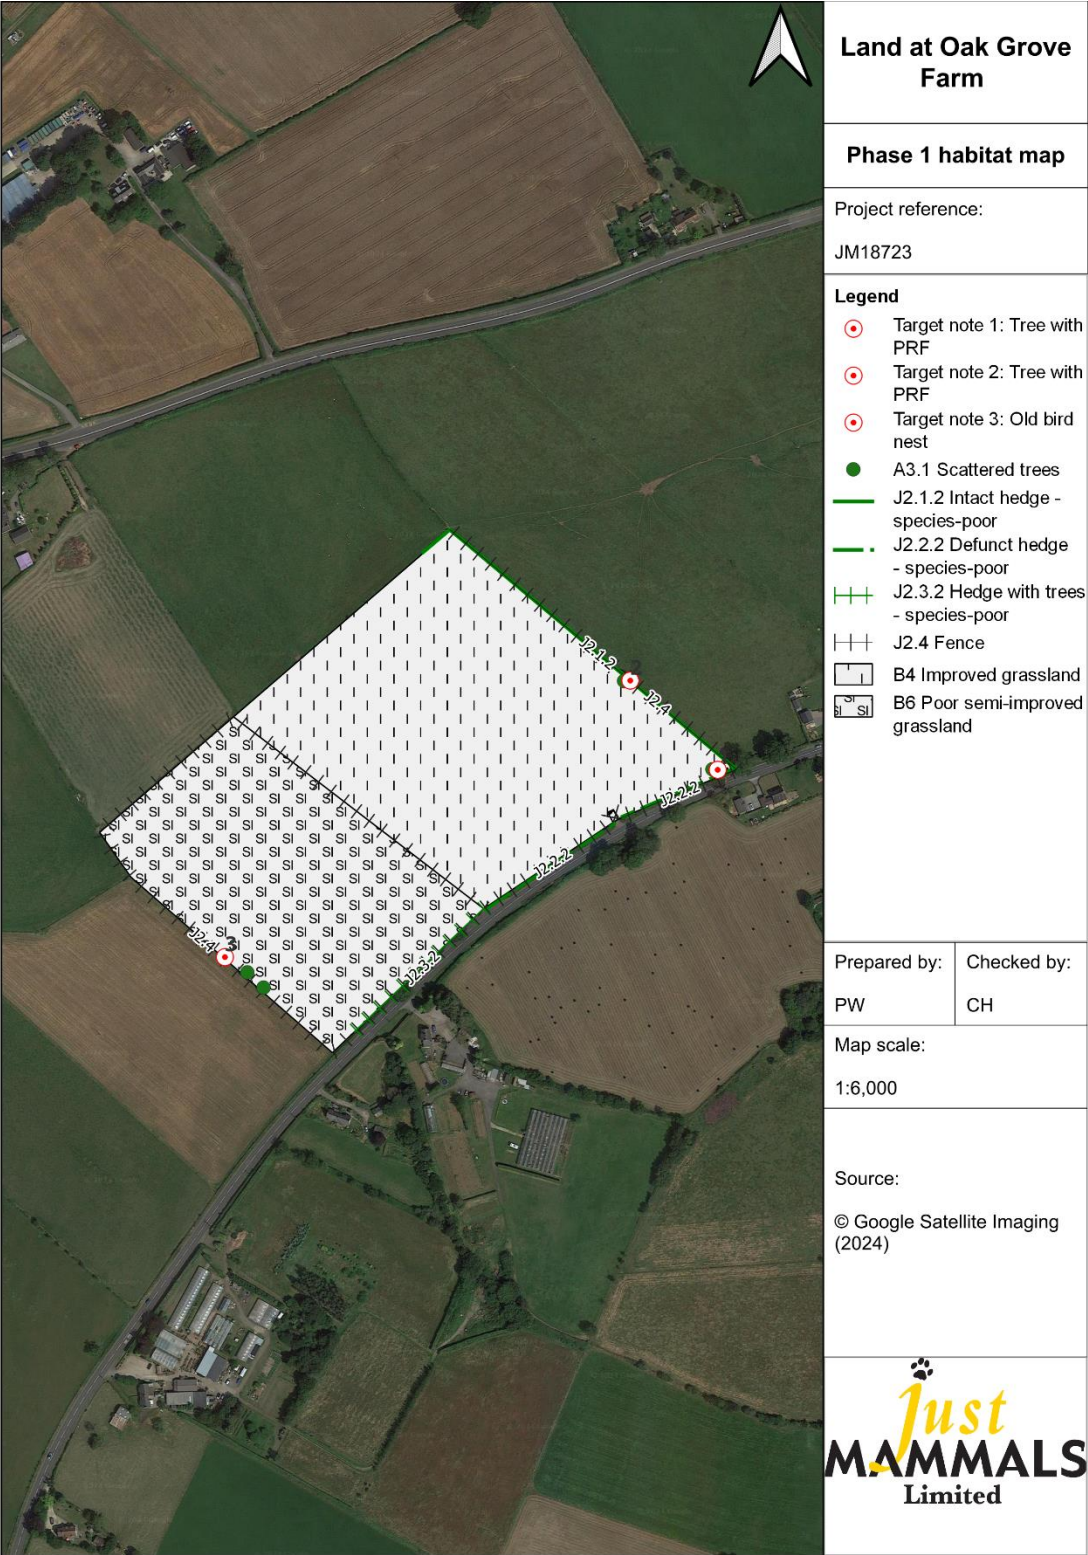 Land at Oak Grove
Farm
Phase 1 habitat map
Project reference:
JM18723
Legend
Target note 1: Tree with
PRF
Target note 2: Tree with
PRF
Target note 3: Old bird
nest
A3.1 Scattered trees
J2.1.2 Intact hedge -
species-poor
J2.2.2 Defunct hedge
- species-poor
J2.3.2 Hedge with trees
- species-poor
J2.4 Fence
B4 Improved grassland
SI SI SI
B6 Poor semi-improved
grassland
Prepared by:
PW
Checked by:
CH
Map scale:
1:6,000
Source:
© Google Satellite Imaging
(2024)
Just
MAMMALS
Limited
J2.1.2
2
J2.4
J2.2.2
J2.2.2
J2.3.2
J2.4
3
SI